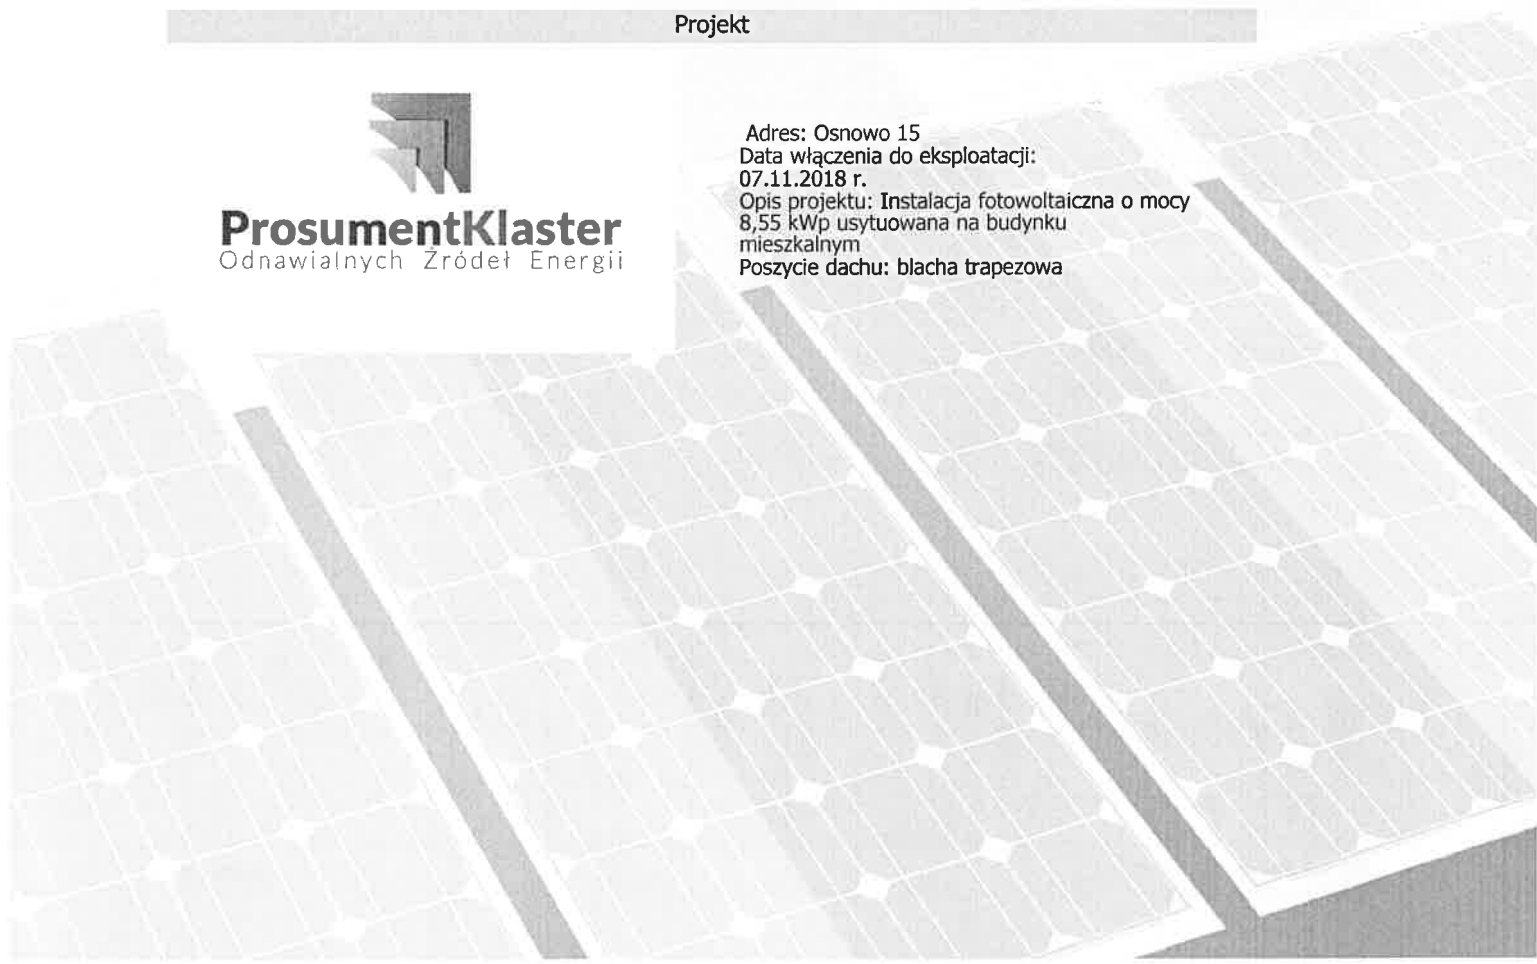 Projekt
ProsumentKlaster
Odnawialnych Źródeł Energii
Adres: Osnowo 15
Data włączenia do eksploatacji:
07.11.2018 r.
Opis projektu: Instalacja fotowoltaiczna o mocy
8,55 kWp usytuowana na budynku
mieszkalnym
Poszycie dachu: blacha trapezowa